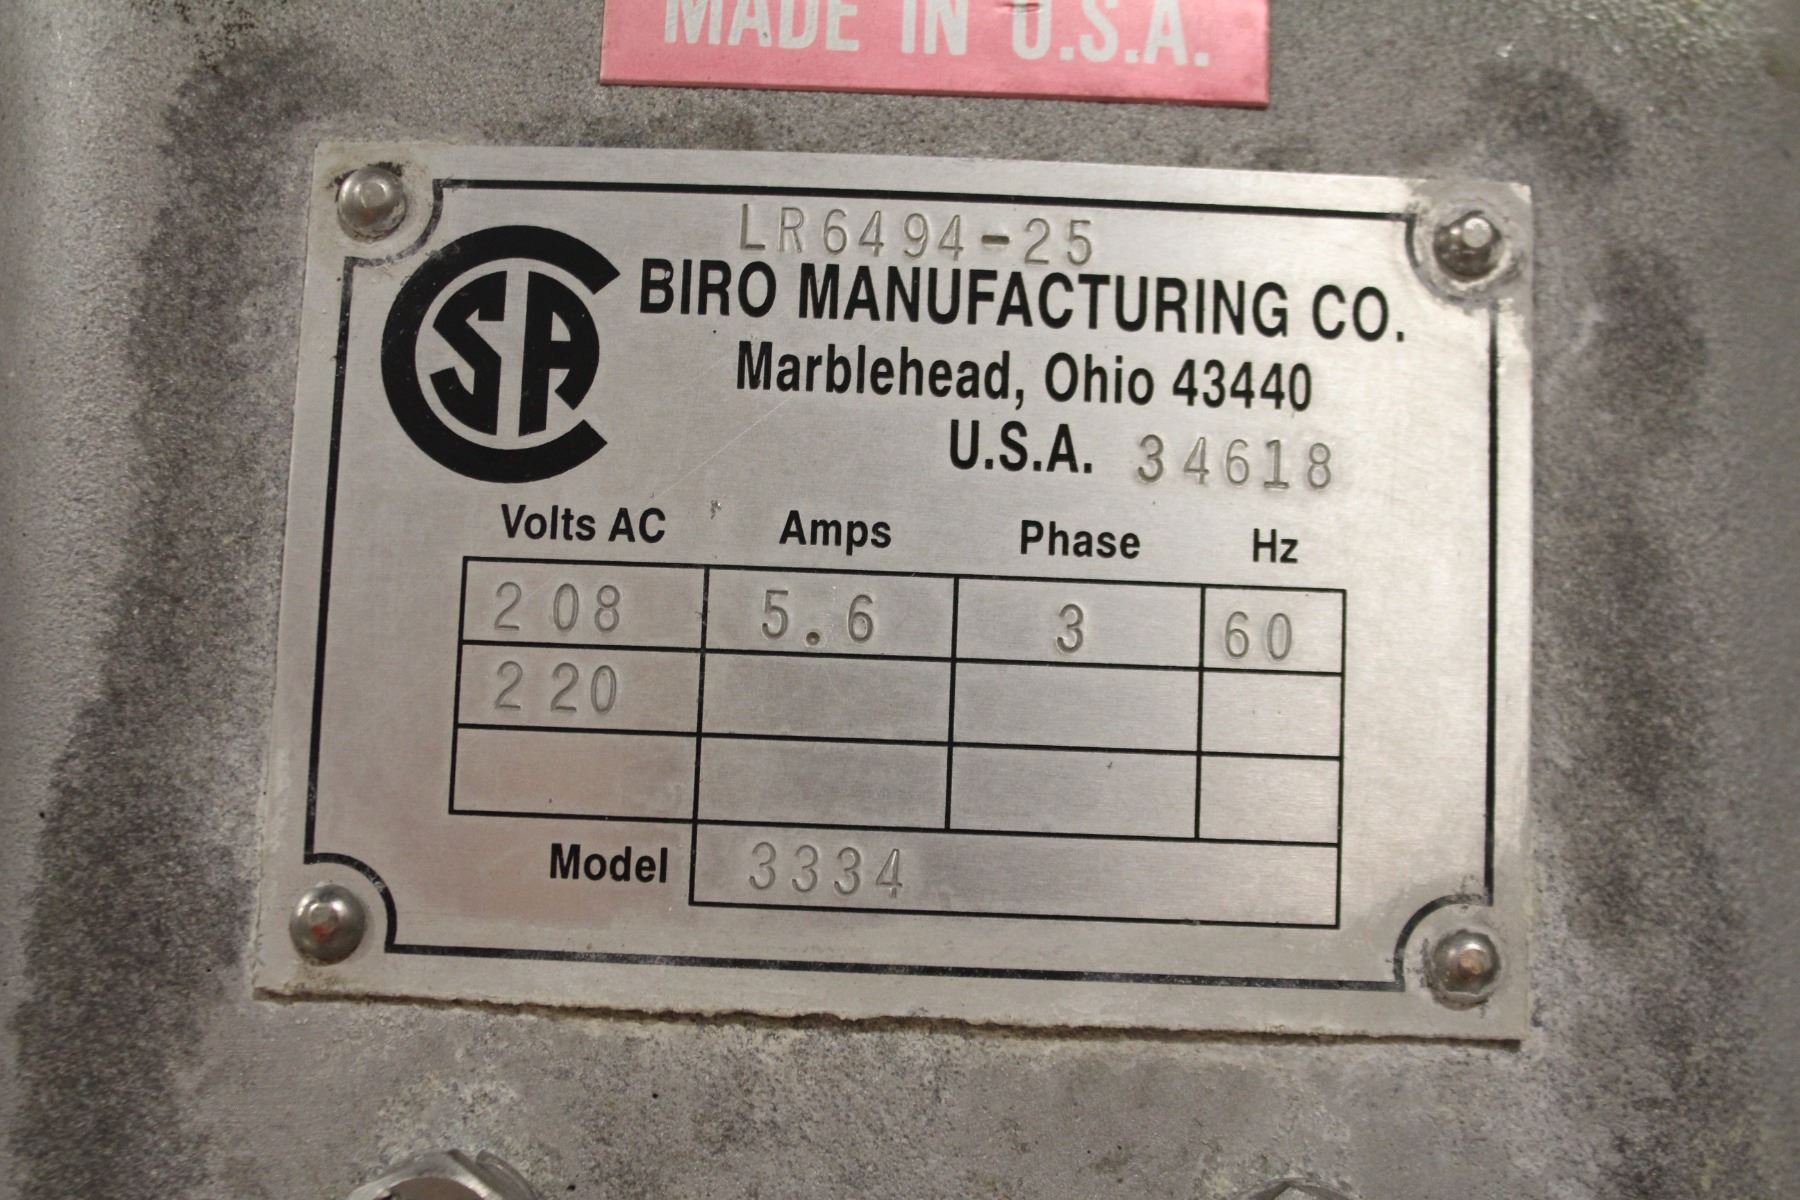 MADE IN U.S.A.
LR6494-25
CSA
BIRO MANUFACTURING CO.
Marblehead, Ohio 43440
U.S.A. 34618
Volts AC Amps Phase Hz
208 5.6 3 60
220
Model 3334